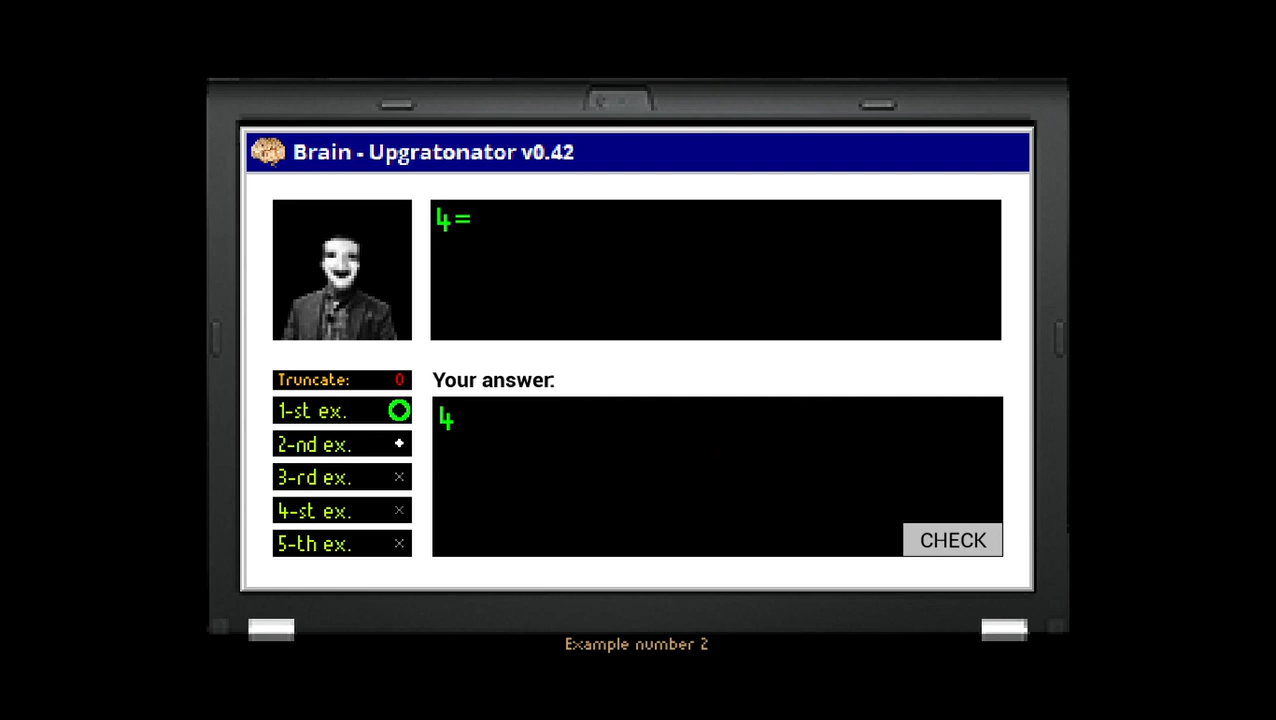 Brain - Upgratonator v0.42
4=
Truncate: 0
1-st ex.
2-nd ex.
3-rd ex.
4-st ex.
5-th ex.
Your answer:
4
CHECK
Example number 2